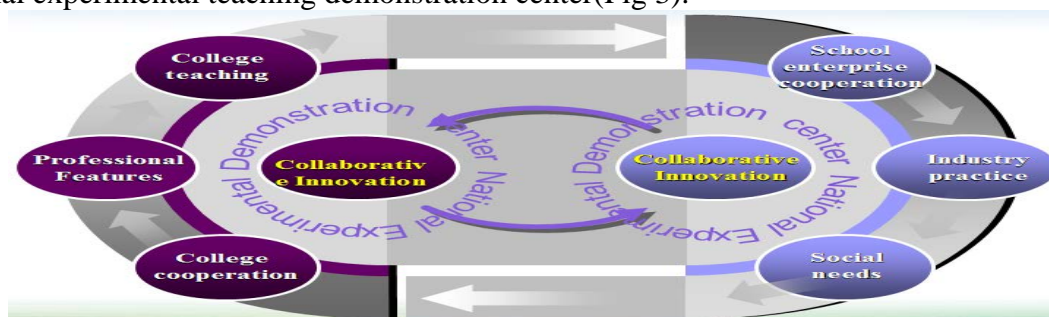 nal experimental teaching demonstration center(Fig 3).
College
teaching
Professional
Features
College
cooperation
National Experimental Demonstration center
Collaborativ
e Innovation
National Experimental Demonstration center
Collaborative
Innovation
School
enterprise
cooperation
Industry
practice
Social
needs